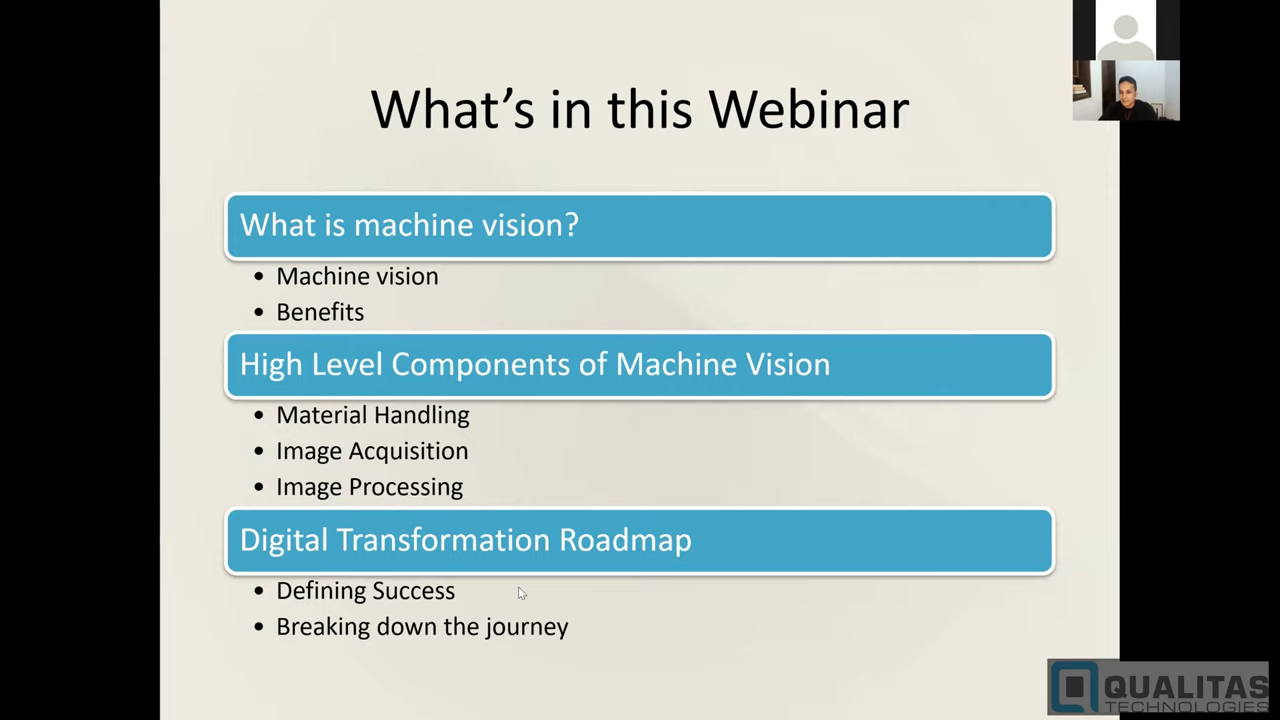 What's in this Webinar
What is machine vision?
• Machine vision
• Benefits
High Level Components of Machine Vision
• Material Handling
• Image Acquisition
• Image Processing
Digital Transformation Roadmap
• Defining Success
• Breaking down the journey
QUALITAS
TECHNOLOGIES